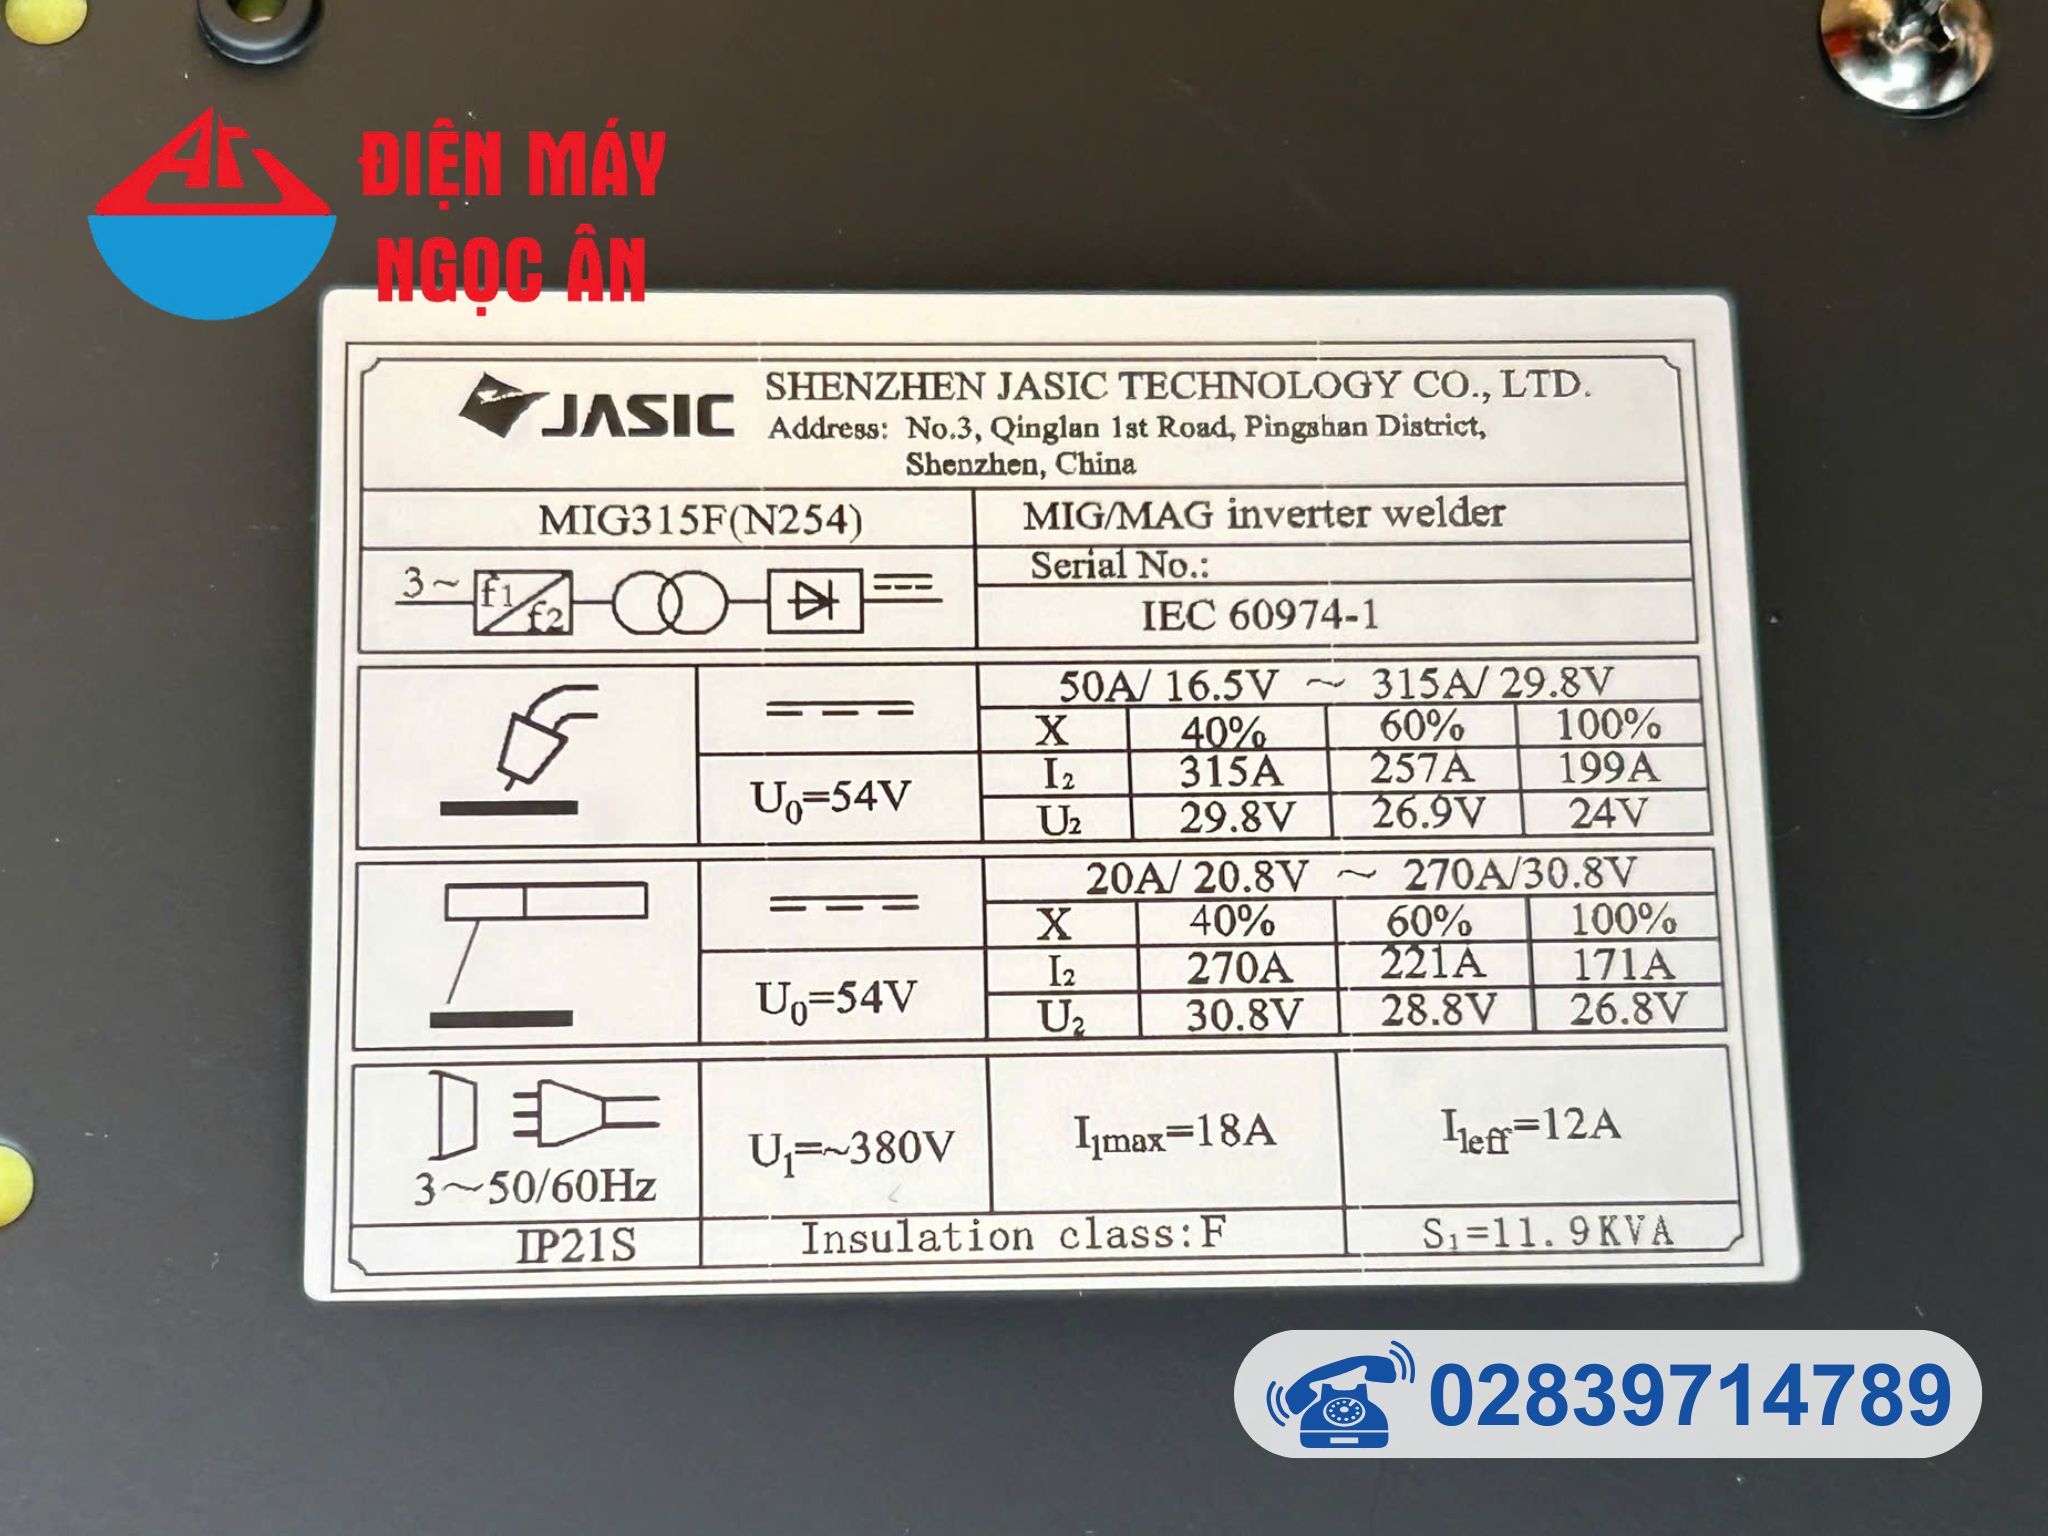 ĐIỆN MÁY
NGỌC ÂN
JASIC
SHENZHEN JASIC TECHNOLOGY CO., LTD.
Address: No.3, Qinglan 1st Road, Pingshan District,
Shenzhen, China
MIG315F(N254) MIG/MAG inverter welder
3~ f1 f2
Serial No.:
IEC 60974-1
50A/ 16.5V ~ 315A/ 29.8V
X 40% 60% 100%
I2 315A 257A 199A
U0=54V
U2 29.8V 26.9V 24V
20A/ 20.8V ~ 270A/30.8V
X 40% 60% 100%
I2 270A 221A 171A
U0=54V
U2 30.8V 28.8V 26.8V
3~50/60Hz
U1=~380V I1max=18A I1eff=12A
IP21S Insulation class:F S1=11.9KVA
02839714789